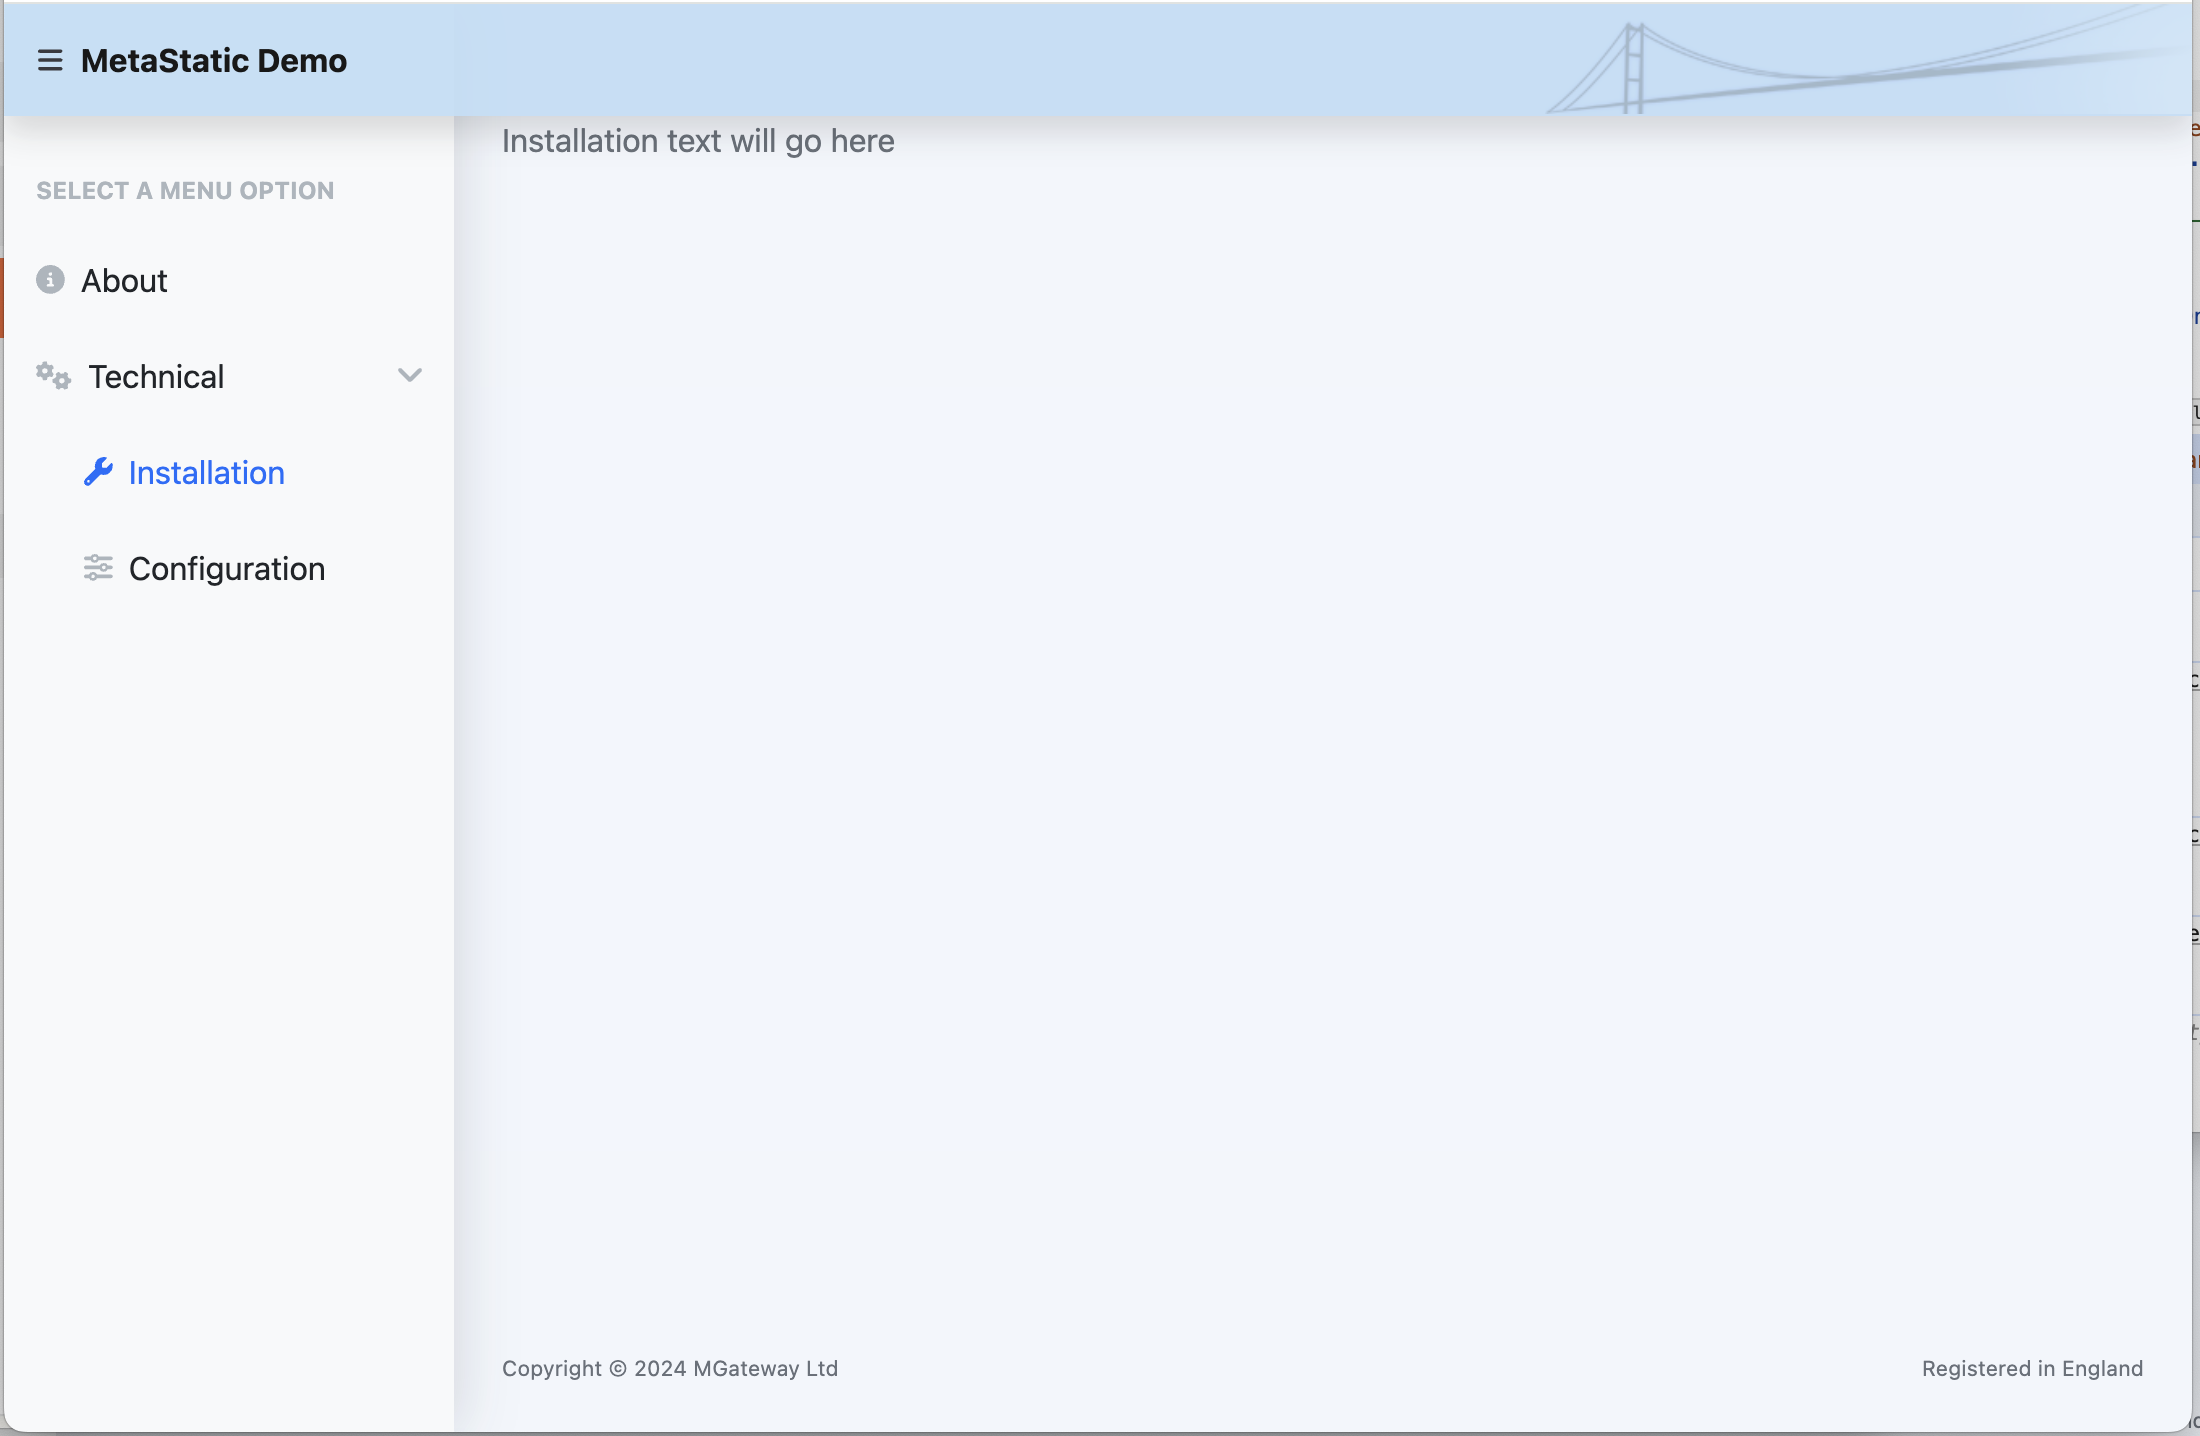 MetaStatic Demo
Installation text will go here
SELECT A MENU OPTION
About
Technical
Installation
Configuration
Copyright © 2024 MGateway Ltd
Registered in England